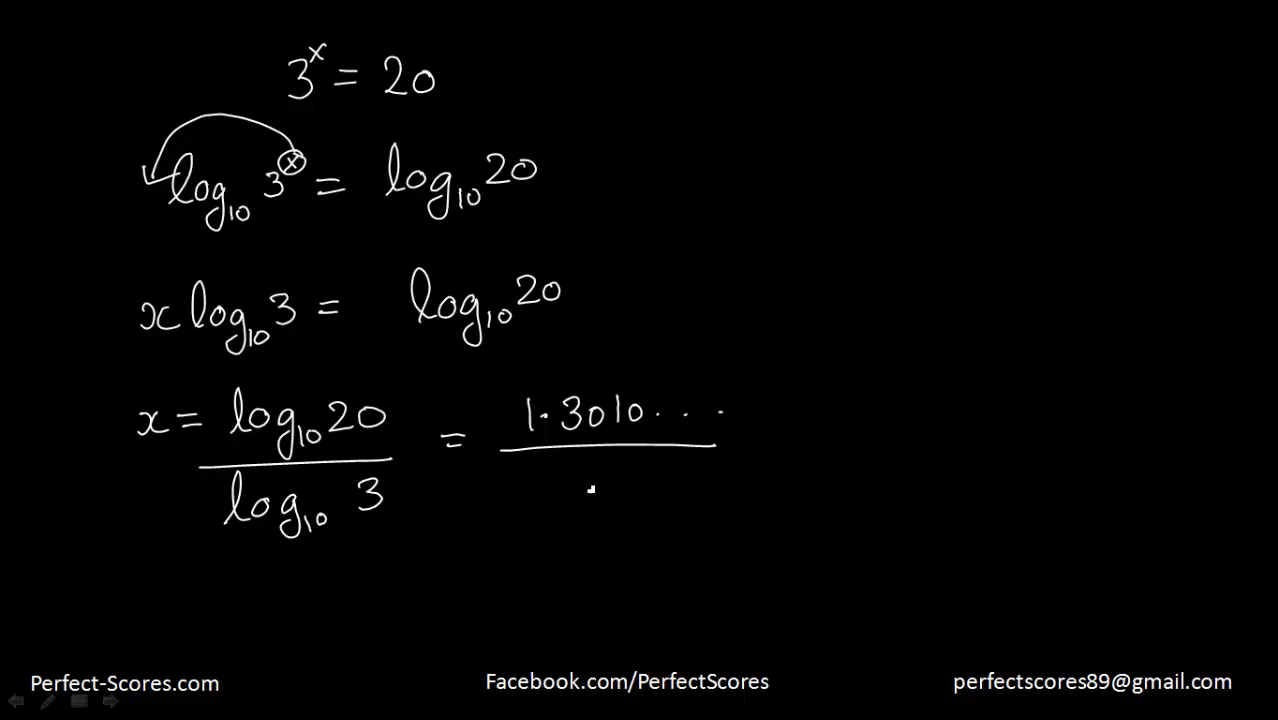 3^x = 20
log₁₀ 3^x = log₁₀ 20
x log₁₀ 3 = log₁₀ 20
x = log₁₀ 20 / log₁₀ 3 = 1.3010...
Perfect-Scores.com Facebook.com/PerfectScores perfectscores89@gmail.com